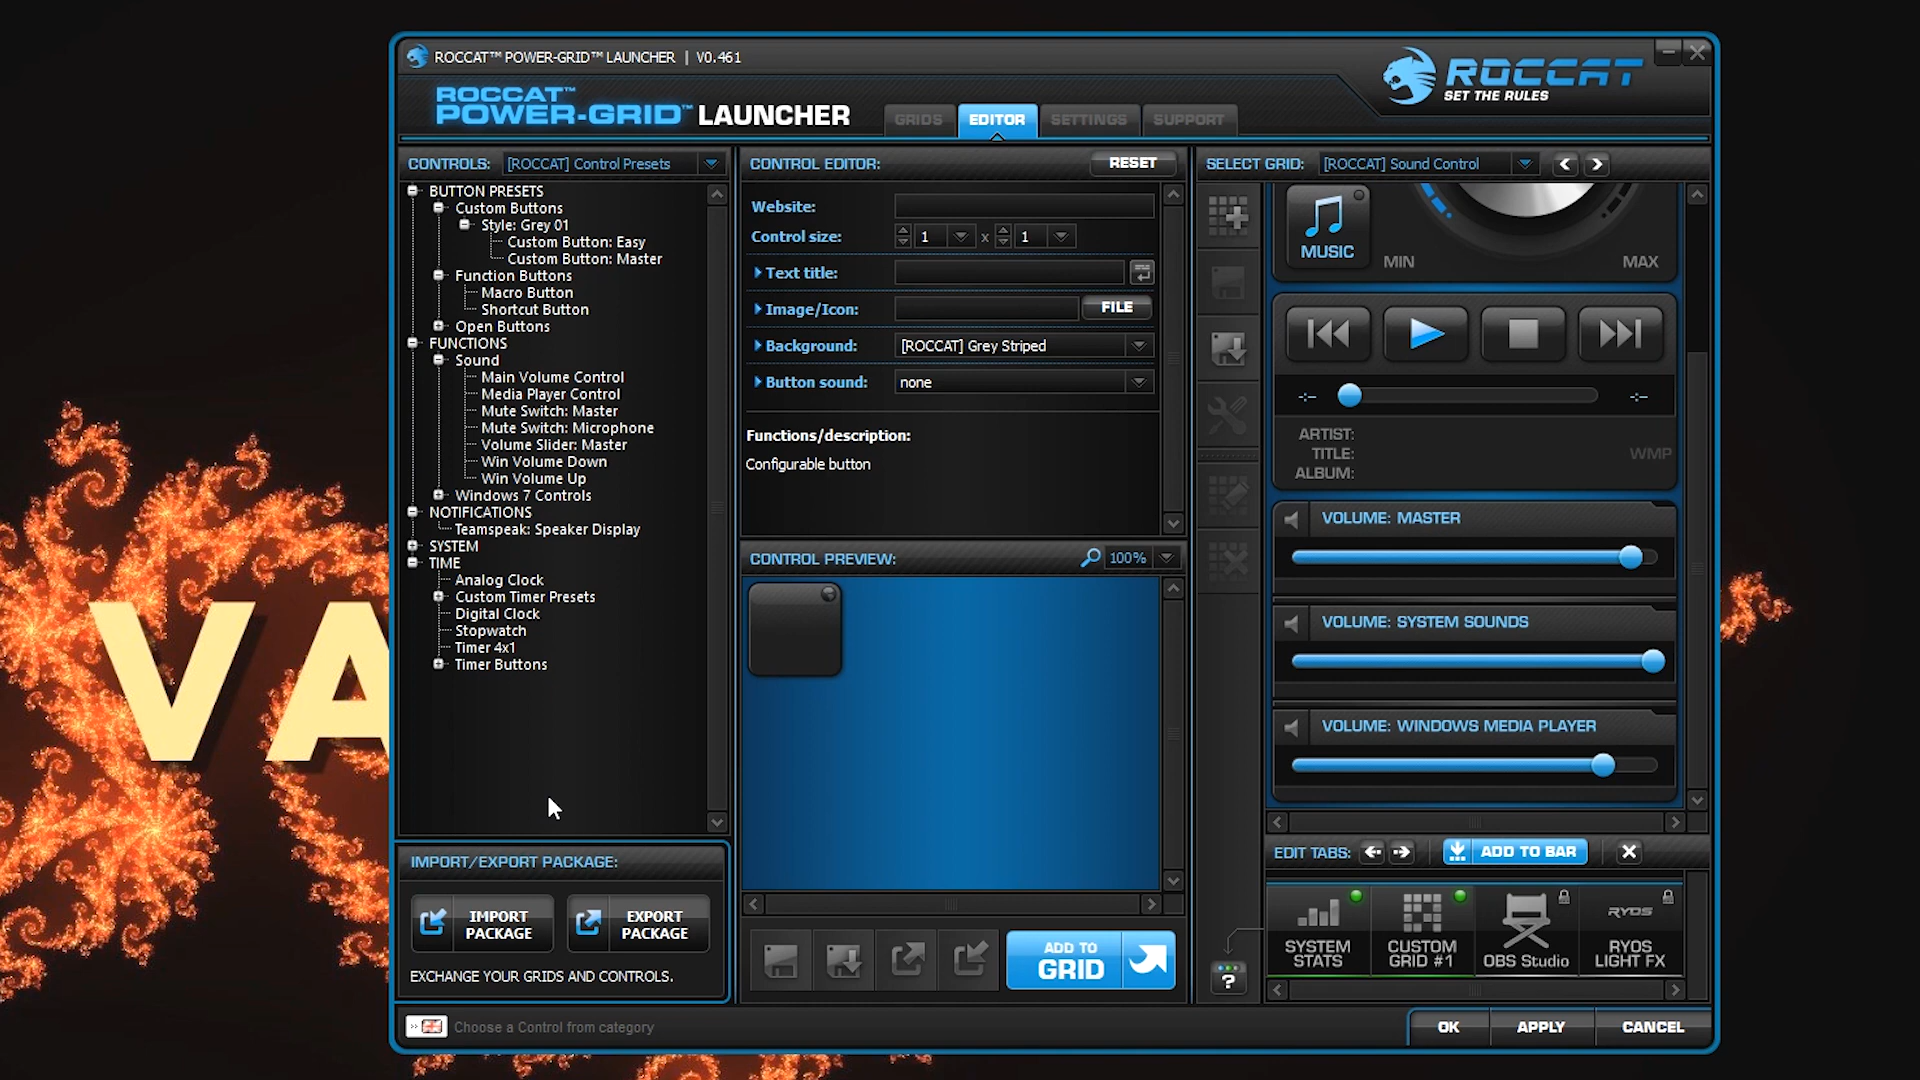 ROCCAT™ POWER-GRID™ LAUNCHER | V0.461
ROCCAT
SET THE RULES
ROCCAT™
POWER-GRID™ LAUNCHER
GRIDS
EDITOR
SETTINGS
SUPPORT
CONTROLS: [ROCCAT] Control Presets
BUTTON PRESETS
Custom Buttons
Style: Grey 01
Custom Button: Easy
Custom Button: Master
Function Buttons
Macro Button
Shortcut Button
Open Buttons
FUNCTIONS
Sound
Main Volume Control
Media Player Control
Mute Switch: Master
Mute Switch: Microphone
Volume Slider: Master
Win Volume Down
Win Volume Up
Windows 7 Controls
NOTIFICATIONS
Teamspeak: Speaker Display
SYSTEM
TIME
Analog Clock
Custom Timer Presets
Digital Clock
Stopwatch
Timer 4x1
Timer Buttons
IMPORT/EXPORT PACKAGE:
IMPORT PACKAGE
EXPORT PACKAGE
EXCHANGE YOUR GRIDS AND CONTROLS.
CONTROL EDITOR:
RESET
Website:
Control size: 1 x 1
Text title:
Image/Icon: FILE
Background: [ROCCAT] Grey Striped
Button sound: none
Functions/description:
Configurable button
CONTROL PREVIEW: 100%
ADD TO
GRID
SELECT GRID: [ROCCAT] Sound Control
MUSIC
MIN
MAX
-:-
-:-
ARTIST:
TITLE:
WMP
ALBUM:
VOLUME: MASTER
VOLUME: SYSTEM SOUNDS
VOLUME: WINDOWS MEDIA PLAYER
EDIT TABS: ADD TO BAR
SYSTEM STATS
CUSTOM GRID #1
OBS Studio
RYOS
RYOS LIGHT FX
?
Choose a Control from category
OK
APPLY
CANCEL
VA